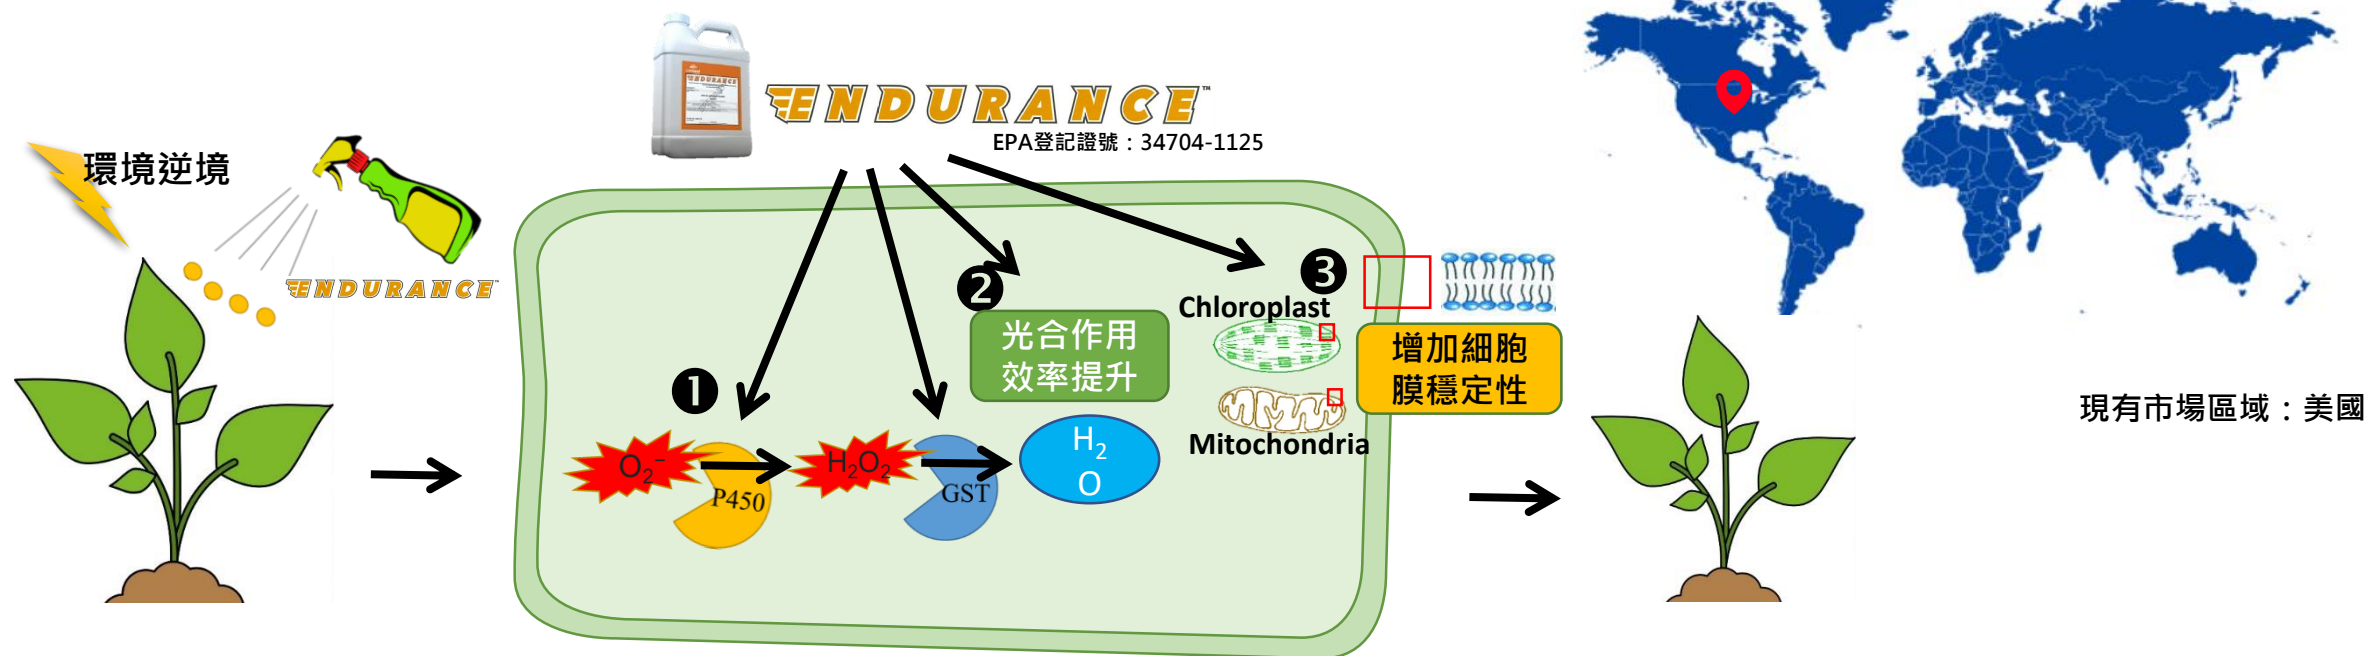 ENDURANCE™
EPA登記證號：34704-1125
環境逆境
ENDURANCE
ENDURANCE
❶
❷
❸
光合作用
效率提升
Chloroplast
Mitochondria
增加細胞
膜穩定性
O₂⁻
P450
H₂O₂
GST
H₂
O
現有市場區域：美國